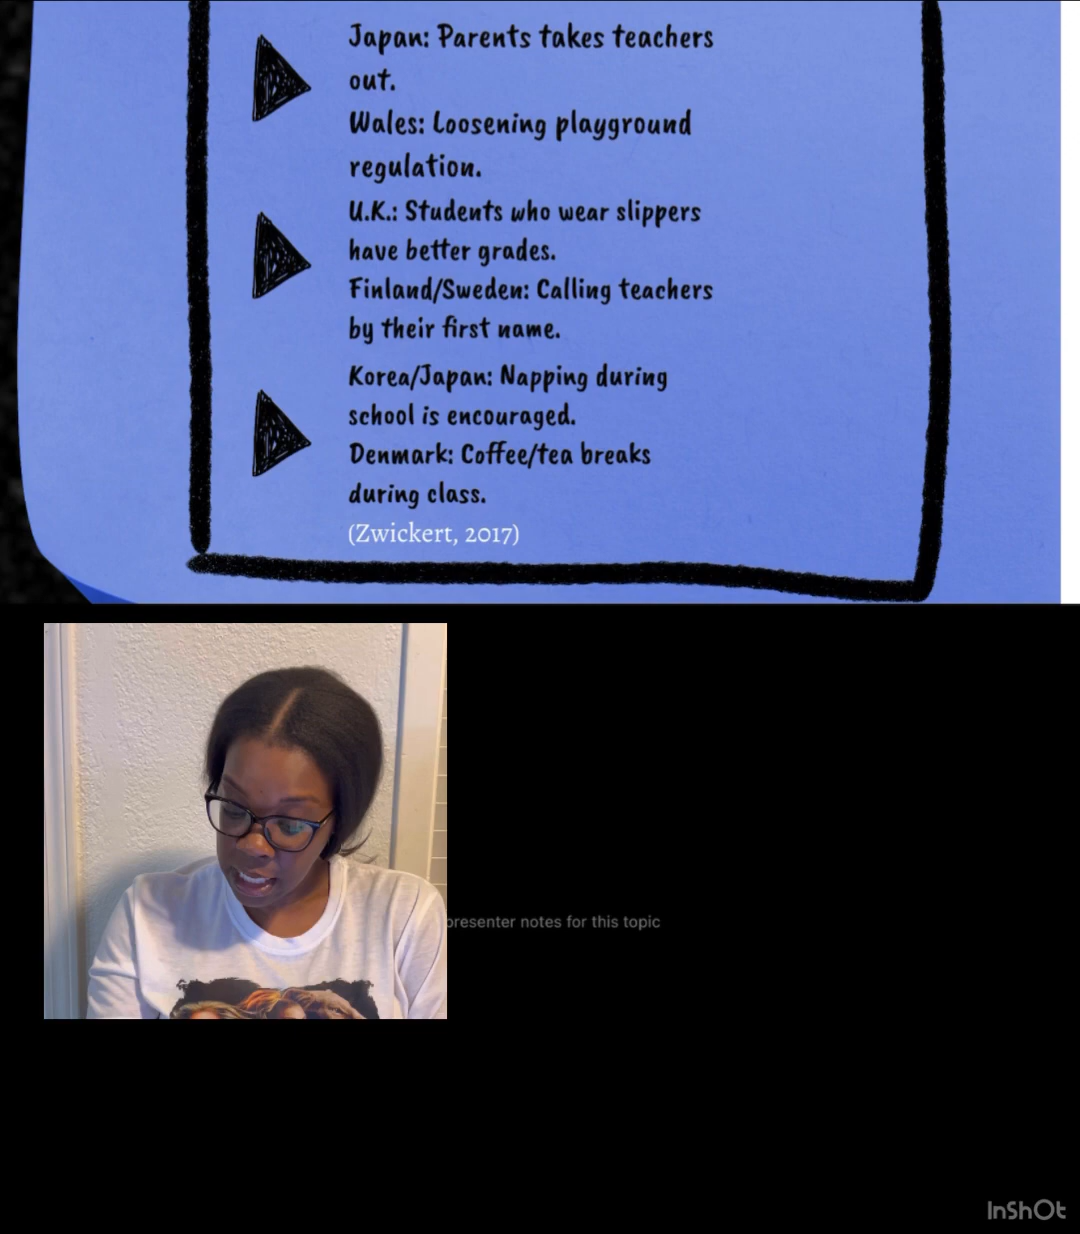 Japan: Parents takes teachers
out.
Wales: Loosening playground
regulation.
U.K.: Students who wear slippers
have better grades.
Finland/Sweden: Calling teachers
by their first name.
Korea/Japan: Napping during
school is encouraged.
Denmark: Coffee/tea breaks
during class.
(Zwickert, 2017)
presenter notes for this topic
InShOt